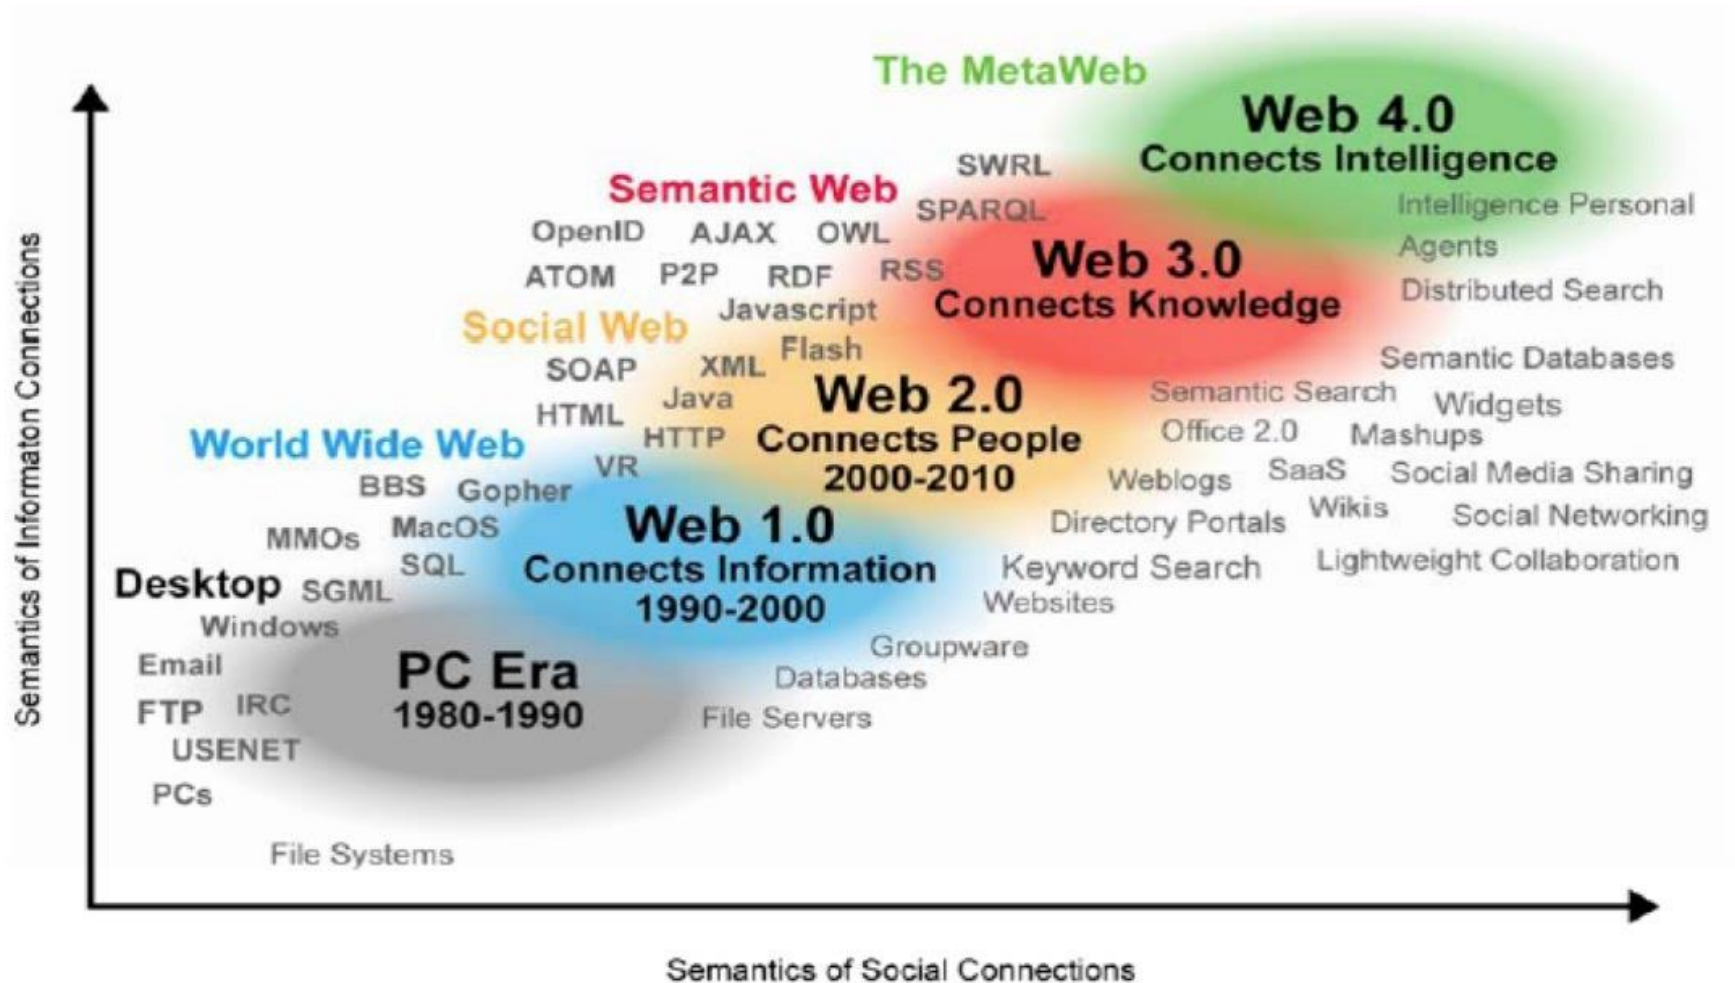 The MetaWeb
Web 4.0
Connects Intelligence
SWRL
Semantic Web
SPARQL
Intelligence Personal
Agents
OpenID AJAX OWL
Web 3.0
Connects Knowledge
ATOM P2P RDF RSS
Distributed Search
Javascript
Social Web
Flash
SOAP XML
Semantic Databases
Web 2.0
Connects People
2000-2010
Java
Semantic Search
Widgets
HTML
HTTP
Office 2.0 Mashups
World Wide Web
VR
Weblogs SaaS Social Media Sharing
BBS Gopher
Wikis Social Networking
Web 1.0
Connects Information
1990-2000
Directory Portals
MMOs MacOS
SQL
Keyword Search Lightweight Collaboration
Desktop SGML
Websites
Windows
Groupware
Email
PC Era
1980-1990
Databases
FTP IRC
File Servers
USENET
PCs
File Systems
Semantics of Informaton Connections
Semantics of Social Connections